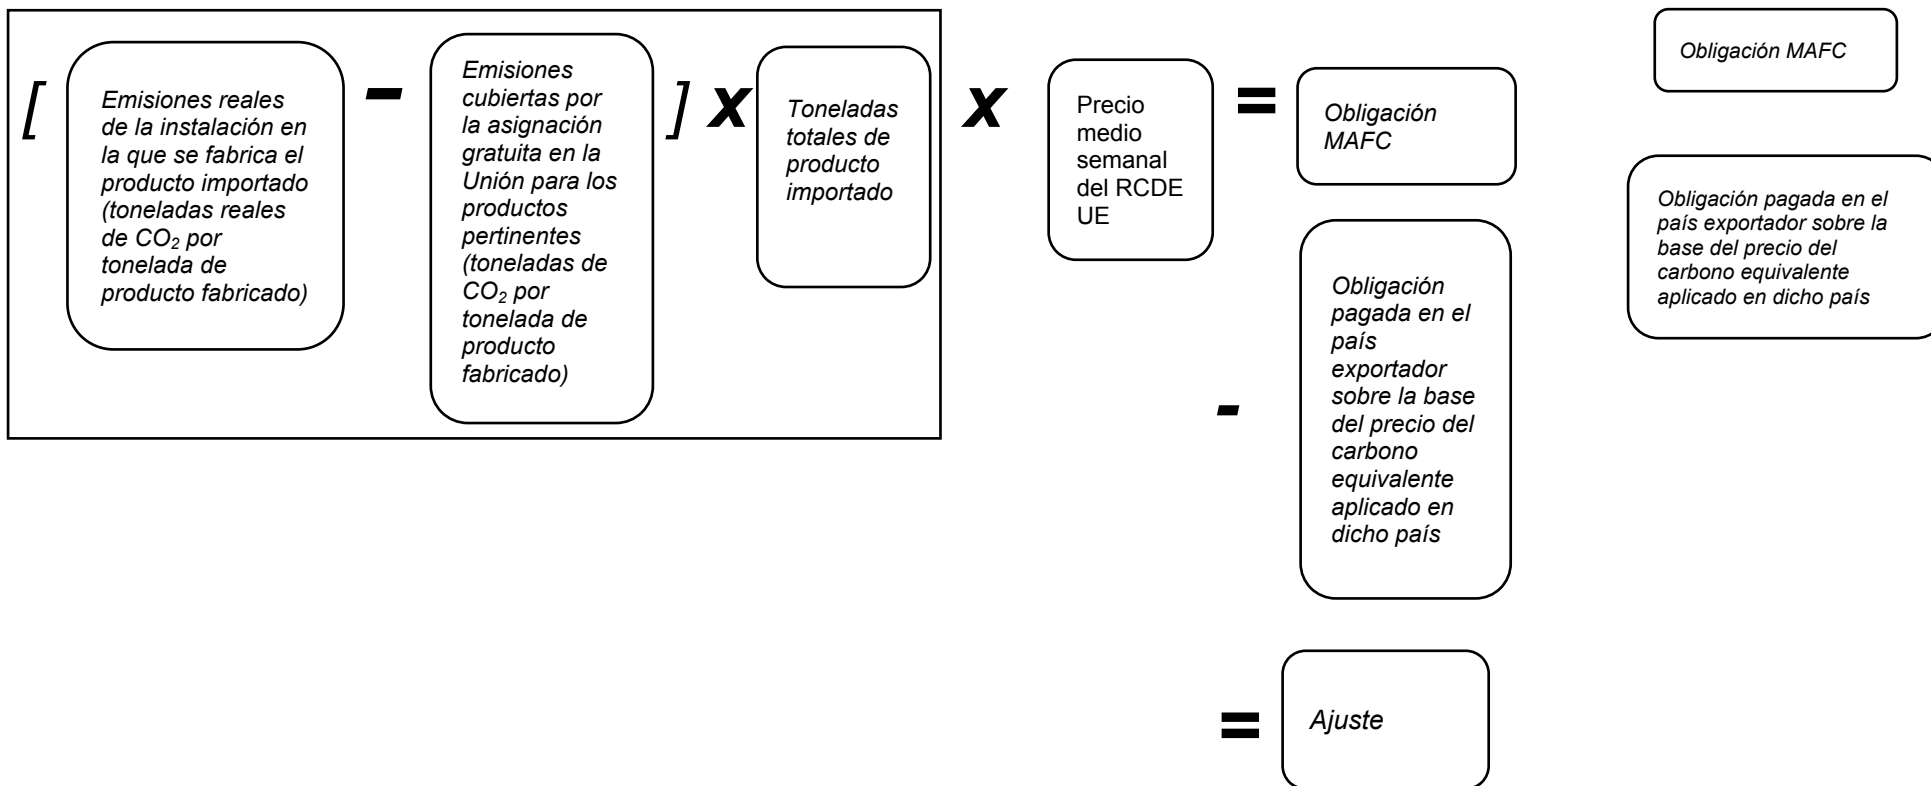 [
Emisiones reales
de la instalación en
la que se fabrica el
producto importado
(toneladas reales
de CO₂ por
tonelada de
producto fabricado)
-
Emisiones
cubiertas por
la asignación
gratuita en la
Unión para los
productos
pertinentes
(toneladas de
CO₂ por
tonelada de
producto
fabricado)
]
x
Toneladas
totales de
producto
importado
x
Precio
medio
semanal
del RCDE
UE
=
Obligación
MAFC
-
Obligación
pagada en el
país
exportador
sobre la base
del precio del
carbono
equivalente
aplicado en
dicho país
=
Ajuste
Obligación MAFC
Obligación pagada en el
país exportador sobre la
base del precio del
carbono equivalente
aplicado en dicho país